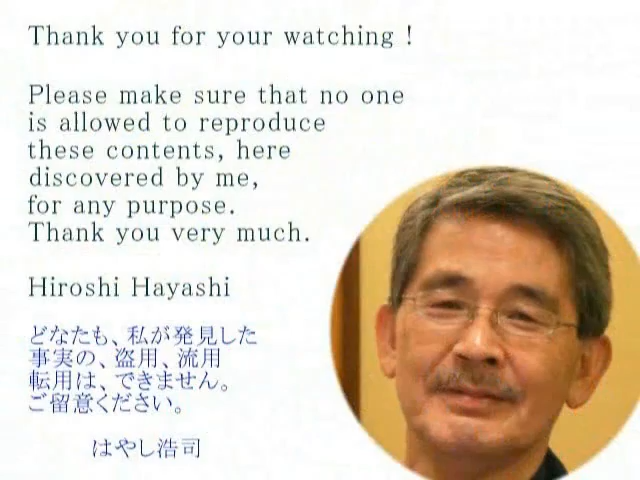 Thank you for your watching !
Please make sure that no one
is allowed to reproduce
these contents, here
discovered by me,
for any purpose.
Thank you very much.
Hiroshi Hayashi
どなたも、私が発見した
事実の、盗用、流用
転用は、できません。
ご留意ください。
はやし浩司